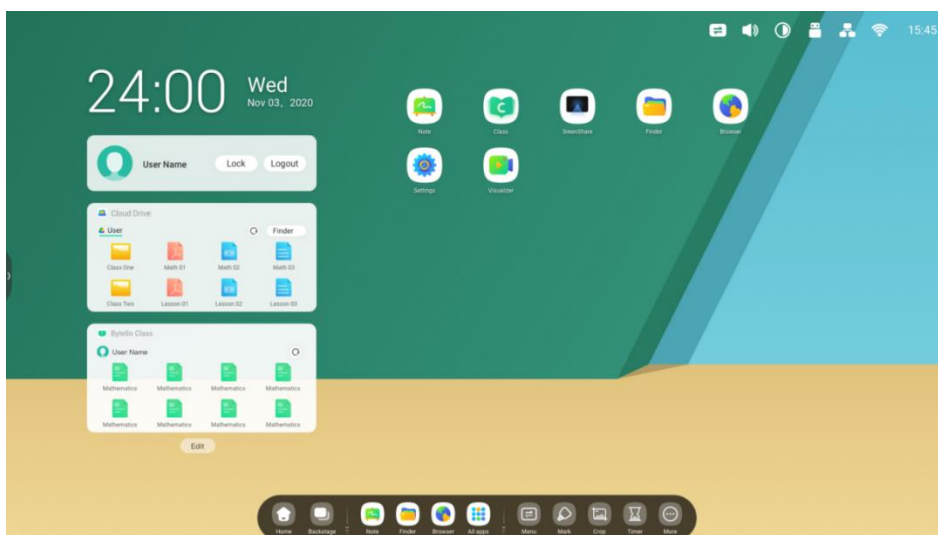 15:45
24:00
Wed
Nov 03, 2020
User Name
Lock
Logout
Cloud Drive
User
Finder
Class One
Math 01
Math 02
Math 03
Class Two
Lesson 01
Lesson 02
Lesson 03
Bytello Class
User Name
Mathematics
Mathematics
Mathematics
Mathematics
Mathematics
Mathematics
Mathematics
Mathematics
Edit
Note
Class
ScreenShare
Finder
Browser
Settings
Visualizer
Home
Backstage
Note
Finder
Browser
All apps
Menu
Mark
Crop
Timer
More